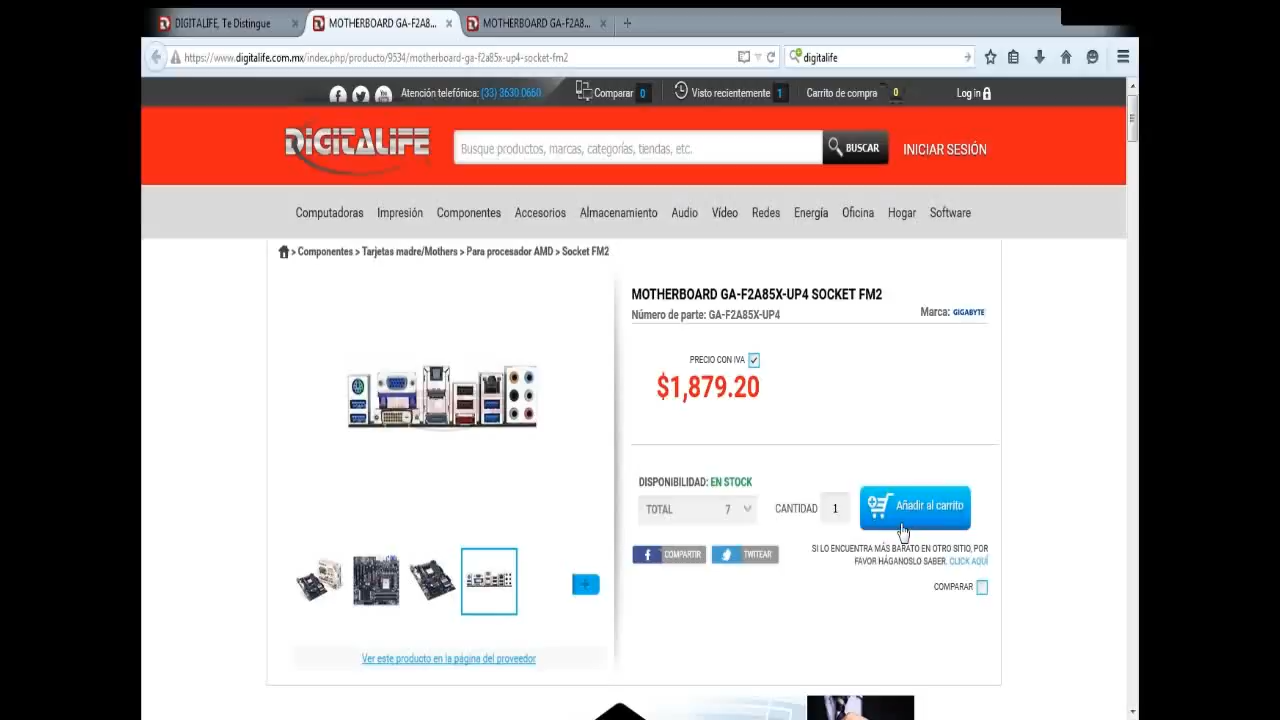 DIGITALIFE, Te Distingue
MOTHERBOARD GA-F2A8...
MOTHERBOARD GA-F2A8...
https://www.digitalife.com.mx/index.php/producto/9534/motherboard-ga-f2a85x-up4-socket-fm2
digitalife
Atención telefónica: (33) 3630 0660
Comparar 0
Visto recientemente 1
Carrito de compra 0
Log in
DIGITALIFE
Busque productos, marcas, categorías, tiendas, etc.
BUSCAR
INICIAR SESIÓN
Computadoras Impresión Componentes Accesorios Almacenamiento Audio Vídeo Redes Energía Oficina Hogar Software
> Componentes > Tarjetas madre/Mothers > Para procesador AMD > Socket FM2
MOTHERBOARD GA-F2A85X-UP4 SOCKET FM2
Número de parte: GA-F2A85X-UP4
Marca: GIGABYTE
PRECIO CON IVA
$1,879.20
DISPONIBILIDAD: EN STOCK
TOTAL 7
CANTIDAD 1
Añadir al carrito
COMPARTIR
TWITEAR
SI LO ENCUENTRA MÁS BARATO EN OTRO SITIO, POR
FAVOR HÁGANOSLO SABER. CLICK AQUÍ
COMPARAR
Ver este producto en la página del proveedor